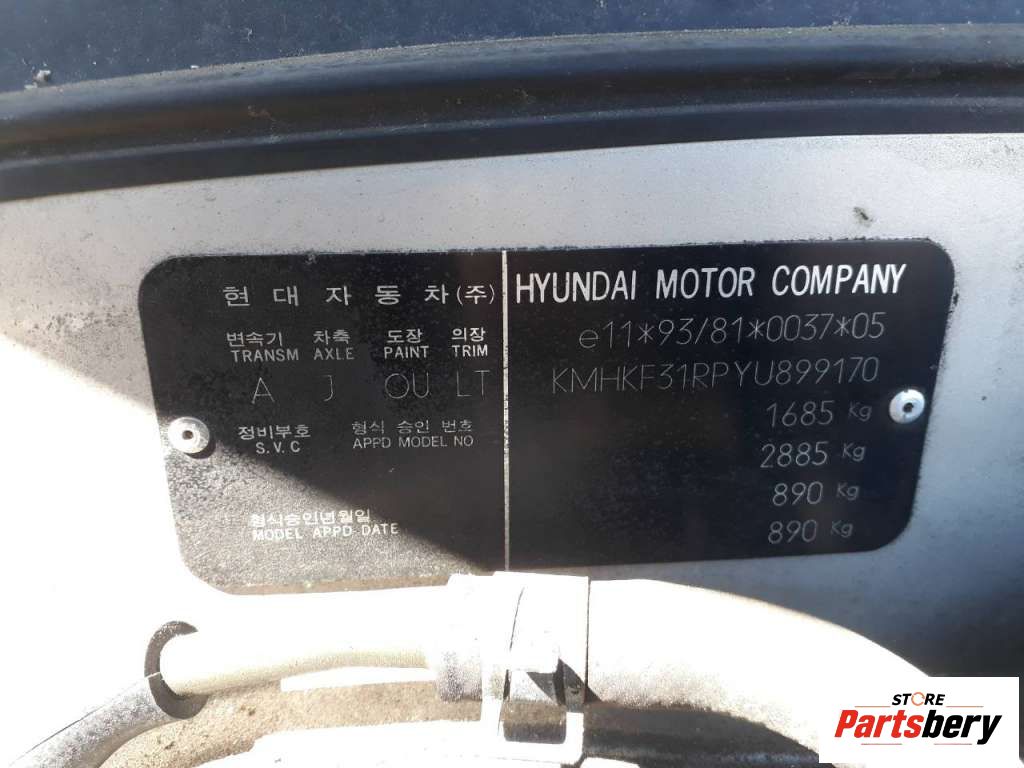 현대자동차(주)
변속기 차축 도장 의장
TRANSM AXLE PAINT TRIM
A J OU LT
정비부호 형식 승인 번호
S.V.C APPD MODEL NO
형식승인년월일
MODEL APPD-DATE
HYUNDAI MOTOR COMPANY
e11*93/81*0037*05
KMHKF31RPYU899170
1685 Kg
2885 Kg
890 Kg
890 Kg
STORE
Partsbery